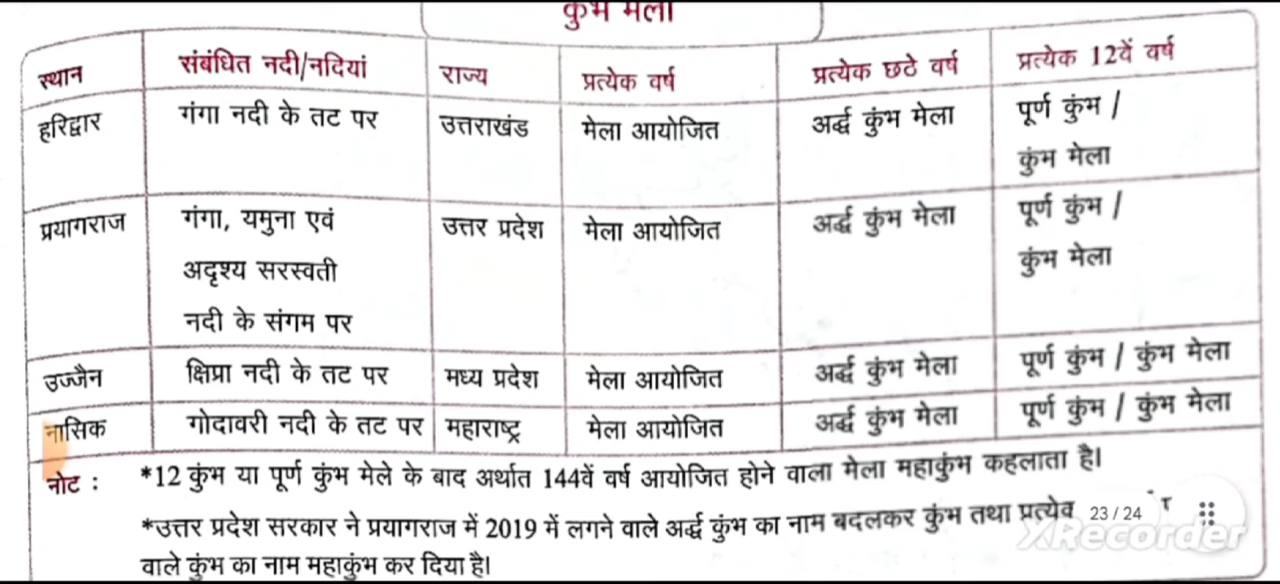 कुंभ मेला
स्थान संबंधित नदी/नदियां राज्य प्रत्येक वर्ष प्रत्येक छठे वर्ष प्रत्येक 12वें वर्ष
हरिद्वार गंगा नदी के तट पर उत्तराखंड मेला आयोजित अर्द्ध कुंभ मेला पूर्ण कुंभ /
कुंभ मेला
प्रयागराज गंगा, यमुना एवं उत्तर प्रदेश मेला आयोजित अर्द्ध कुंभ मेला पूर्ण कुंभ /
अदृश्य सरस्वती कुंभ मेला
नदी के संगम पर
उज्जैन क्षिप्रा नदी के तट पर मध्य प्रदेश मेला आयोजित अर्द्ध कुंभ मेला पूर्ण कुंभ / कुंभ मेला
नासिक गोदावरी नदी के तट पर महाराष्ट्र मेला आयोजित अर्द्ध कुंभ मेला पूर्ण कुंभ / कुंभ मेला
नोट : *12 कुंभ या पूर्ण कुंभ मेले के बाद अर्थात 144वें वर्ष आयोजित होने वाला मेला महाकुंभ कहलाता है।
*उत्तर प्रदेश सरकार ने प्रयागराज में 2019 में लगने वाले अर्द्ध कुंभ का नाम बदलकर कुंभ तथा 23 / 24
वाले कुंभ का नाम महाकुंभ कर दिया है।
XRecorder